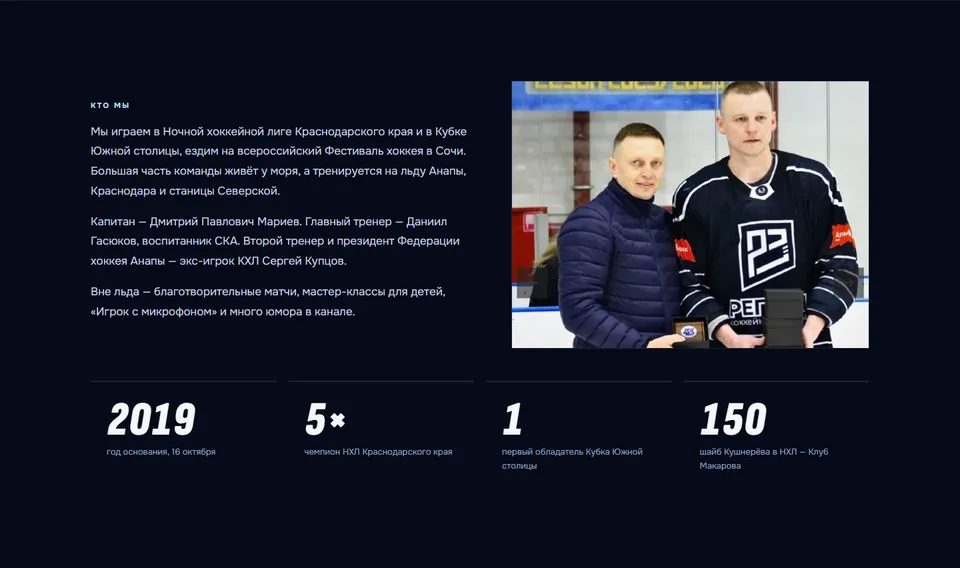 КТО МЫ
Мы играем в Ночной хоккейной лиге Краснодарского края и в Кубке
Южной столицы, ездим на всероссийский Фестиваль хоккея в Сочи.
Большая часть команды живёт у моря, а тренируется на льду Анапы,
Краснодара и станицы Северской.
Капитан — Дмитрий Павлович Мариев. Главный тренер — Даниил
Гасюков, воспитанник СКА. Второй тренер и президент Федерации
хоккея Анапы — экс-игрок КХЛ Сергей Купцов.
Вне льда — благотворительные матчи, мастер-классы для детей,
«Игрок с микрофоном» и много юмора в канале.
2019
год основания, 16 октября
5×
чемпион НХЛ Краснодарского края
1
первый обладатель Кубка Южной
столицы
150
шайб Кушнерёва в НХЛ — Клуб
Макарова